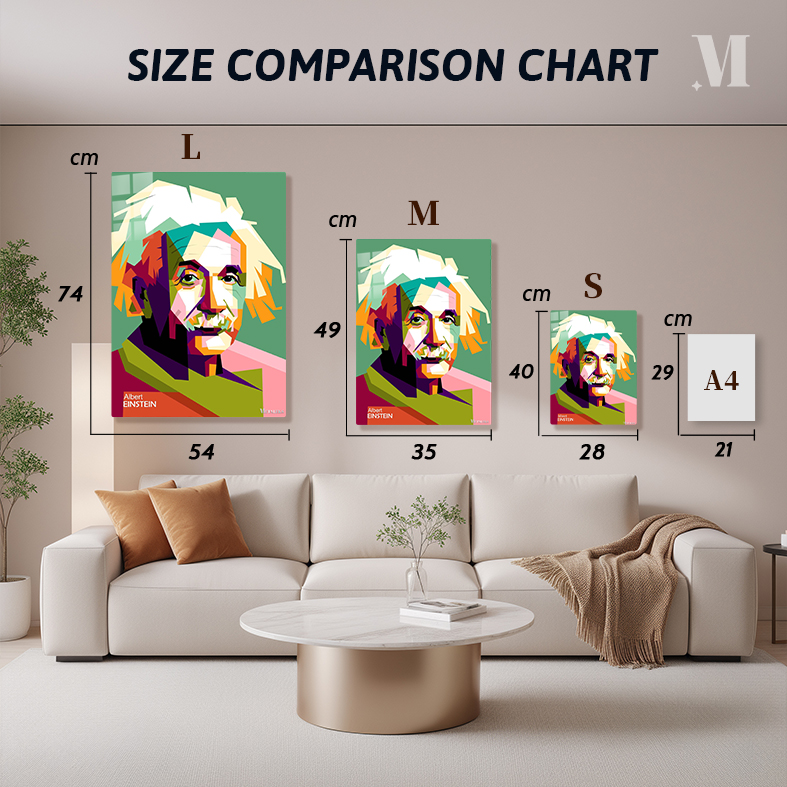 SIZE COMPARISON CHART
M
cm
L
74
54
Albert
EINSTEIN
cm
M
49
35
Albert
EINSTEIN
cm
S
40
28
Albert
EINSTEIN
cm
29
A4
21